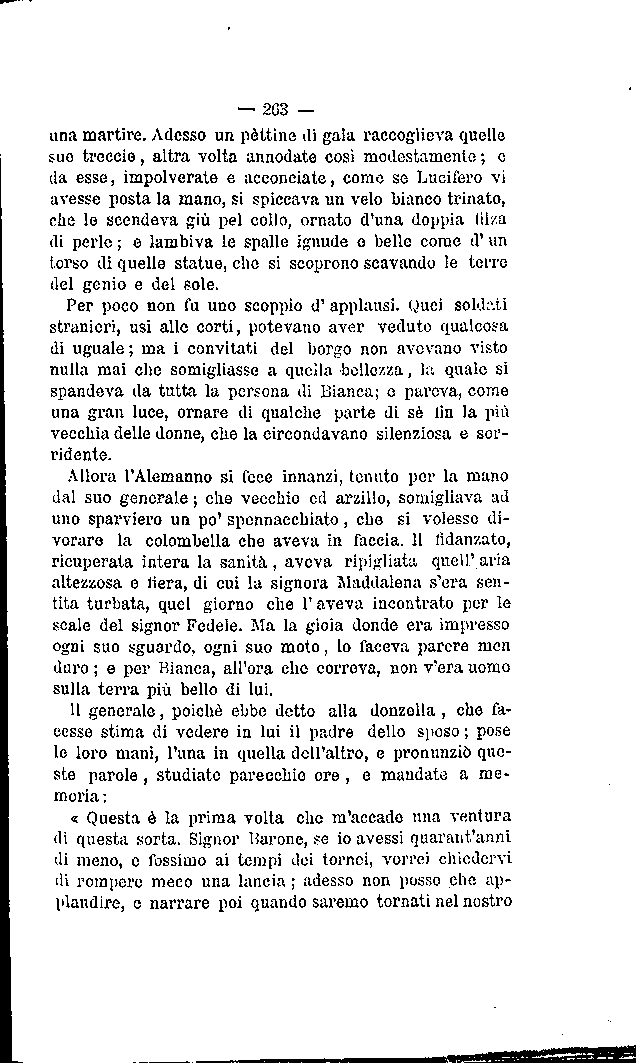 — 263 —
una martire. Adesso un pèttine di gala raccoglieva quelle
sue treccie, altra volta annodate così modestamente; e
da esse, impolverate e acconciate, come se Lucifero vi
avesse posta la mano, si spiccava un velo bianco trinato,
che le scendeva giù pel collo, ornato d'una doppia filza
di perle; e lambiva le spalle ignude e belle come d'un
torso di quelle statue, che si scoprono scavando le terre
del genio e del sole.
Per poco non fu uno scoppio d'applausi. Quei soldati
stranieri, usi alle corti, potevano aver veduto qualcosa
di uguale; ma i convitati del borgo non avevano visto
nulla mai che somigliasse a quella bellezza, la quale si
spandeva da tutta la persona di Bianca; e pareva, come
una gran luce, ornare di qualche parte di sè fin la più
vecchia delle donne, che la circondavano silenziosa e sor-
ridente.
Allora l'Alemanno si fece innanzi, tenuto per la mano
dal suo generale; che vecchio ed arzillo, somigliava ad
uno sparviero un po' spennacchiato, che si volesse di-
vorare la colombella che aveva in faccia. Il fidanzato,
ricuperata intera la sanità, aveva ripigliata quell'aria
altezzosa e fiera, di cui la signora Maddalena s'era sen-
tita turbata, quel giorno che l'aveva incontrato per le
scale del signor Fedele. Ma la gioia donde era impresso
ogni suo sguardo, ogni suo moto, lo faceva parere men
duro; e per Bianca, all'ora che correva, non v'era uomo
sulla terra più bello di lui.
Il generale, poichè ebbe detto alla donzella, che fa-
cesse stima di vedere in lui il padre dello sposo; pose
le loro mani, l'una in quella dell'altro, e pronunziò que-
ste parole, studiate parecchie ore, e mandate a me-
moria:
« Questa è la prima volta che m'accade una ventura
di questa sorta. Signor Barone, se io avessi quarant'anni
di meno, e fossimo ai tempi dei tornei, vorrei chiedervi
di rompere meco una lancia; adesso non posso che ap-
plaudire, e narrare poi quando saremo tornati nel nostro